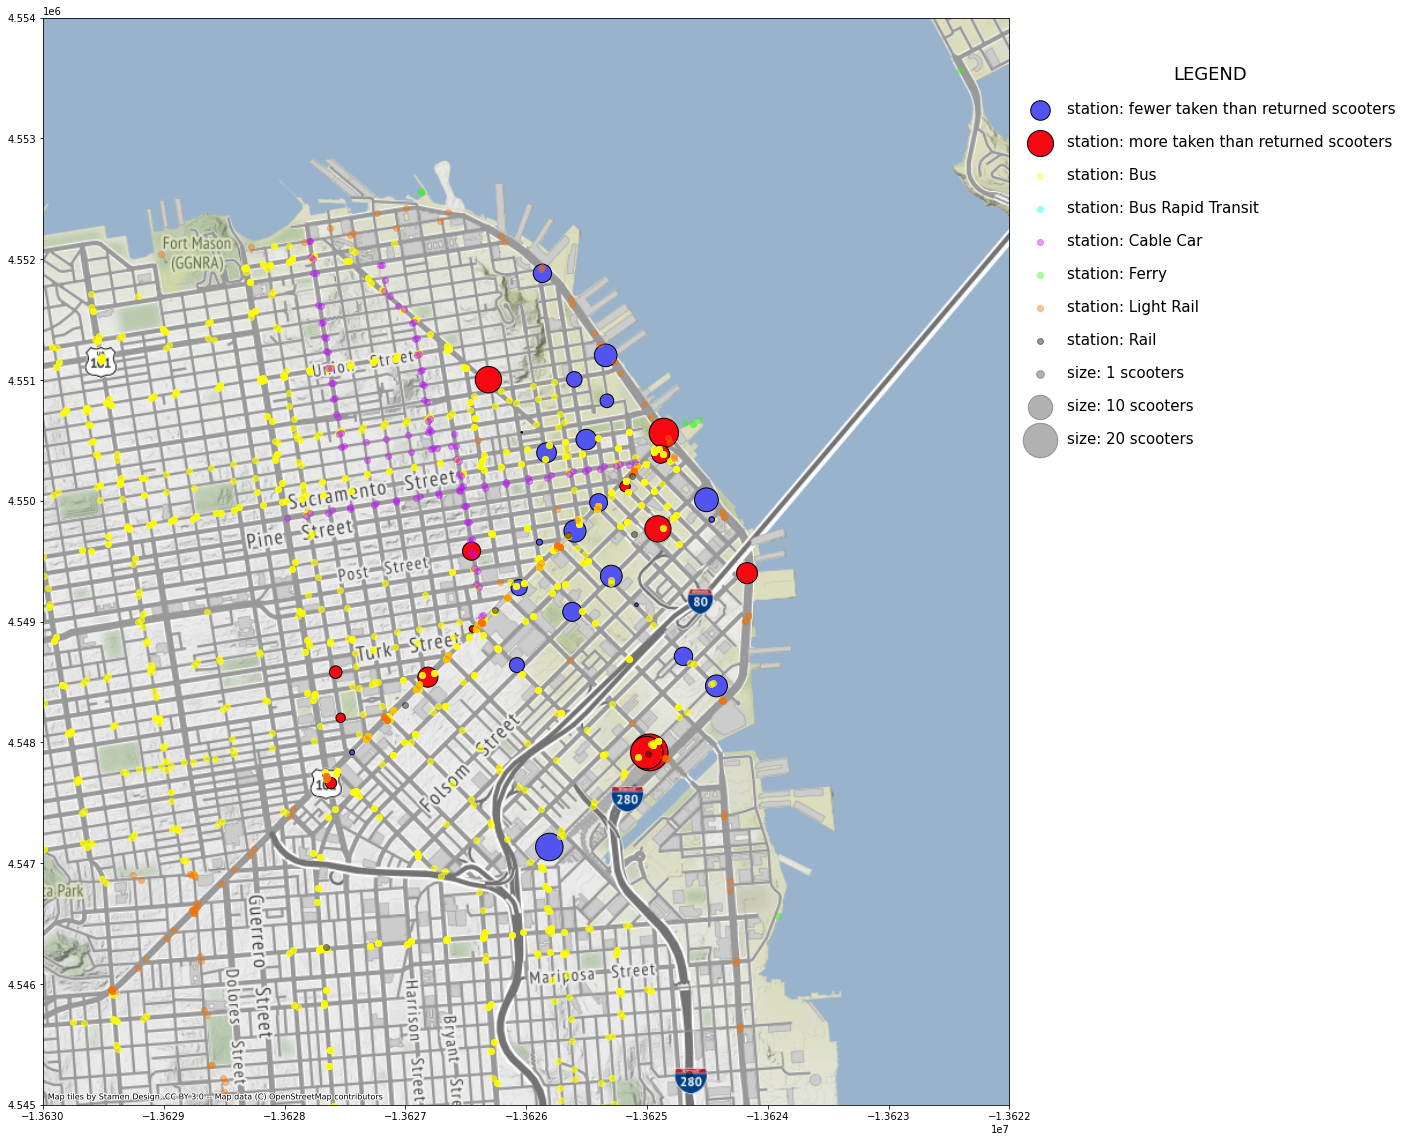 1e6
4.554
4.553
4.552
4.551
4.550
4.549
4.548
4.547
4.546
4.545
Fort Mason
(GGNRA)
101
Union Street
Sacramento Street
Pine Street
Post Street
Turk Street
80
Folsom Street
280
ta Park
Guerrero Street
Dolores Street
Harrison Street
Bryant Stre
Mariposa Street
280
Map tiles by Stamen Design, CC BY 3.0 -- Map data (C) OpenStreetMap contributors
−1.3630
−1.3629
−1.3628
−1.3627
−1.3626
−1.3625
−1.3624
−1.3623
−1.3622
1e7
LEGEND
station: fewer taken than returned scooters
station: more taken than returned scooters
station: Bus
station: Bus Rapid Transit
station: Cable Car
station: Ferry
station: Light Rail
station: Rail
size: 1 scooters
size: 10 scooters
size: 20 scooters